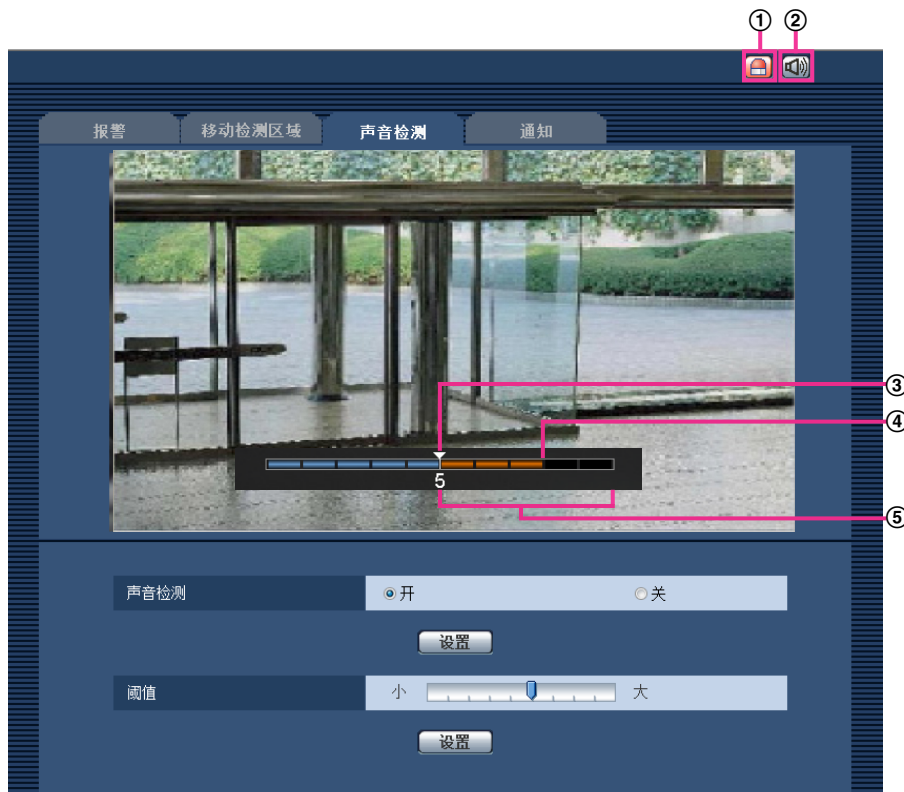 ① ②
报警 移动检测区域 声音检测 通知
③
④
5
⑤
声音检测 开 关
设置
阈值 小 大
设置